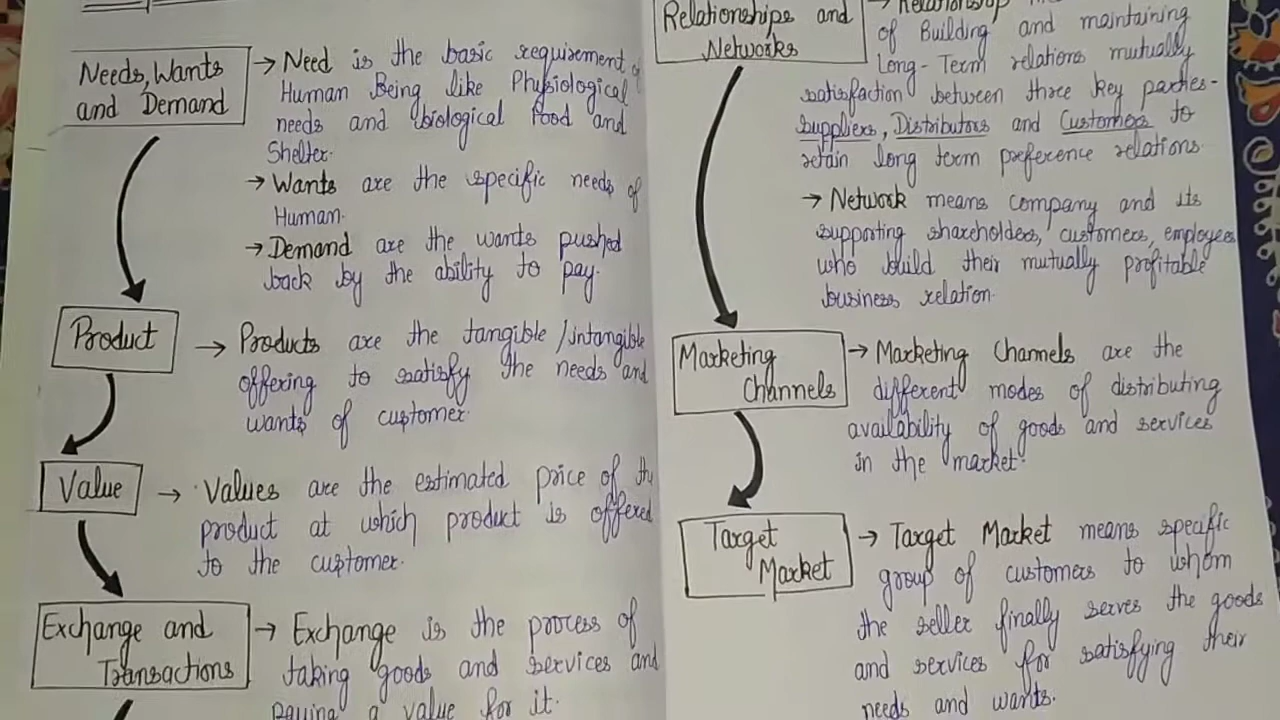 Needs, Wants
and Demand
→ Need is the basic requirement of
Human Being like Physiological
needs and biological Food and
Shelter.
→ Wants are the specific needs of
Human.
→ Demand are the wants pushed
back by the ability to pay.
Product
→ Products are the tangible/intangible
offering to satisfy the needs and
wants of customer.
Value
→ Values are the estimated price of the
product at which product is offered
to the customer.
Exchange and
Transactions
→ Exchange is the process of
taking goods and services and
paying a value for it.
Relationships and
Networks
→ Relationship
of Building and maintaining
Long-Term relations mutually
satisfaction between three key parties-
suppliers, Distributors and Customers to
retain long term preference relations.
→ Network means company and its
supporting shareholders, customers, employees
who build their mutually profitable
business relation.
Marketing
Channels
→ Marketing Channels are the
different modes of distributing
availability of goods and services
in the market.
Target
Market
→ Target Market means specific
group of customers to whom
the seller finally serves the goods
and services for satisfying their
needs and wants.